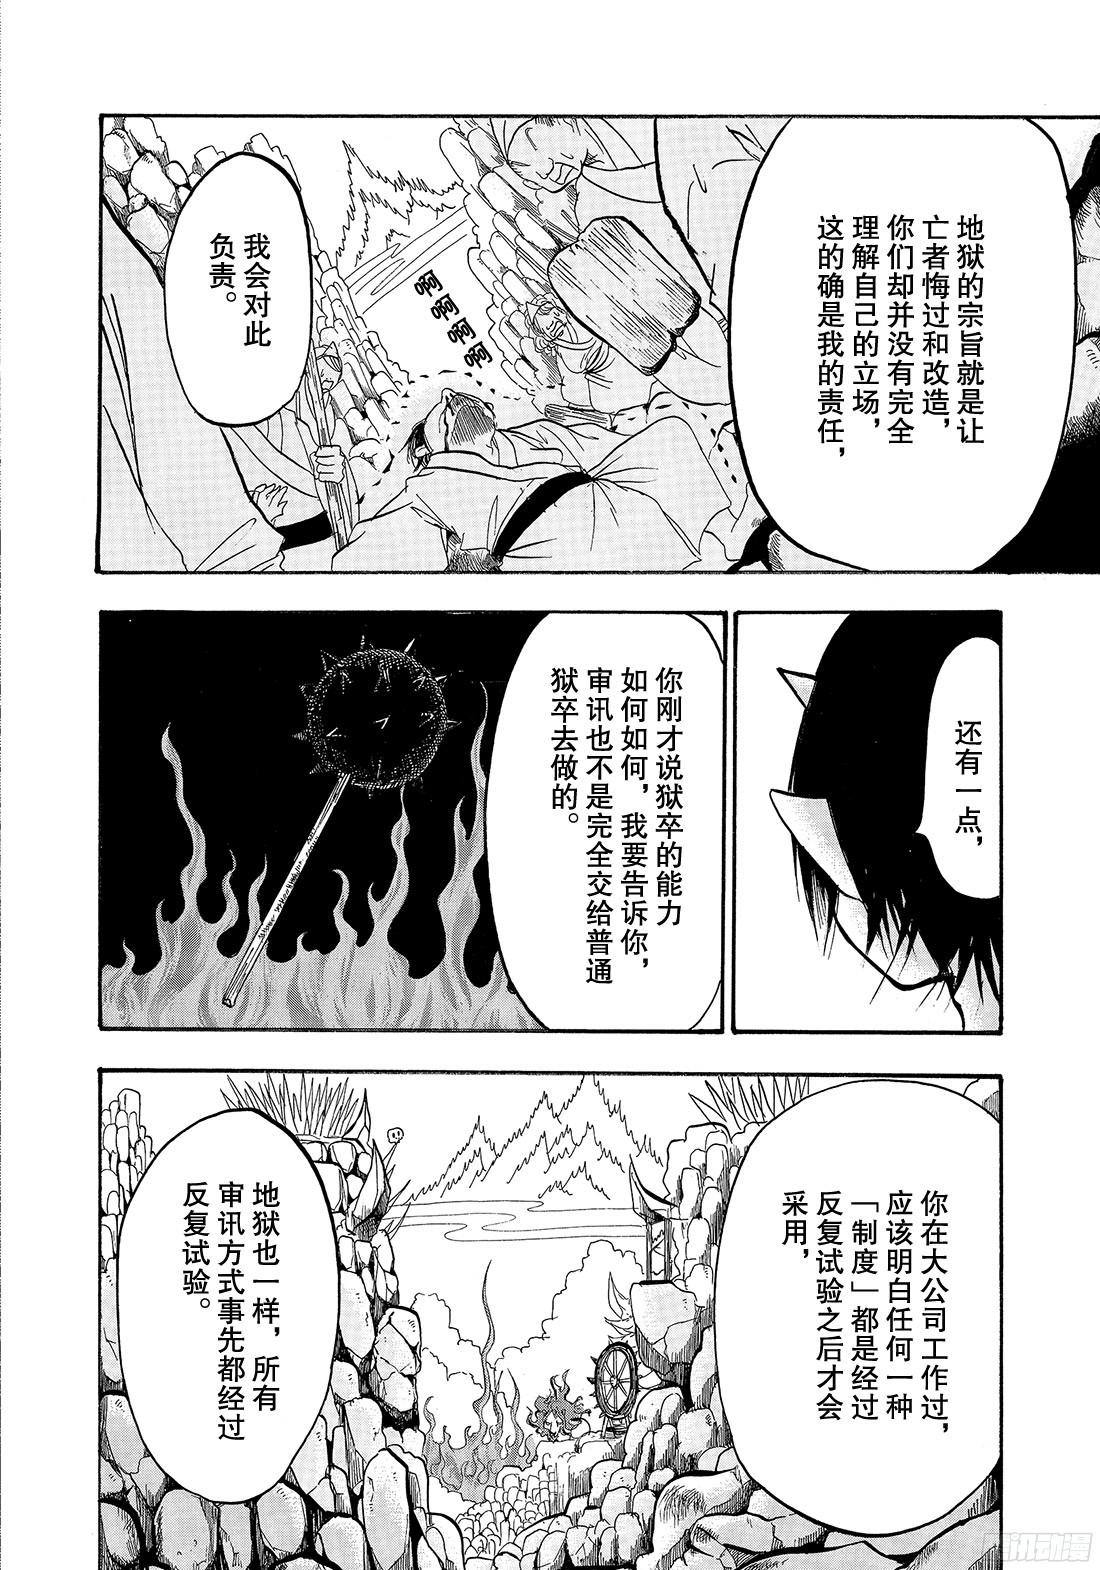 地狱的宗旨就是让
亡者悔过和改造，
你们却并没有完全
理解自己的立场，
这的确是我的责任，
啊啊啊啊
我会对此
负责。
还有一点，
你刚才说狱卒的能力
如何如何，我要告诉你，
审讯也不是完全交给普通
狱卒去做的。
你在大公司工作过，
应该明白任何一种
「制度」都是经过
反复试验之后才会
采用，
地狱也一样，所有
审讯方式事先都经过
反复试验。